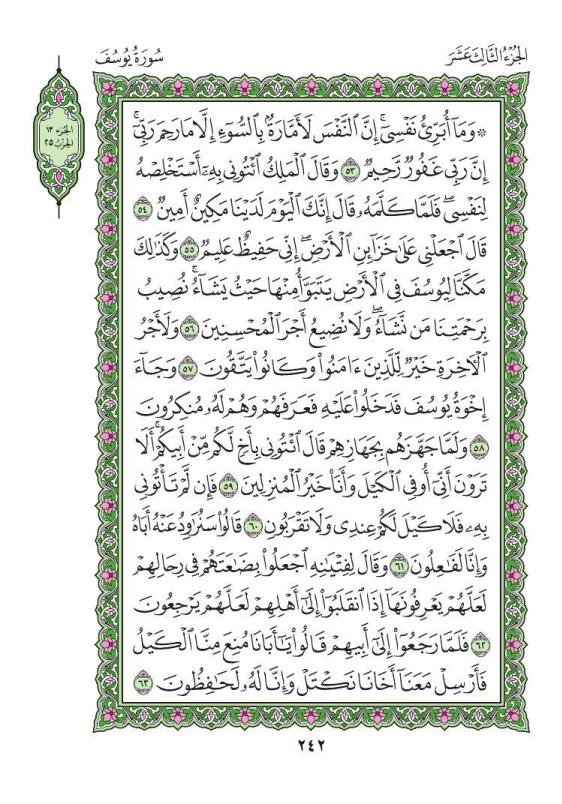 الجُزْءُ الثَّالِثَ عَشَرَ
سُورَةُ يُوسُفَ
الجزء ١٣
الحزب ٢٥
۞ وَمَآ أُبَرِّئُ نَفْسِيٓۚ إِنَّ ٱلنَّفْسَ لَأَمَّارَةُۢ بِٱلسُّوٓءِ إِلَّا مَا رَحِمَ رَبِّيٓۚ
إِنَّ رَبِّي غَفُورٞ رَّحِيمٞ ٥٣ وَقَالَ ٱلْمَلِكُ ٱئْتُونِي بِهِۦٓ أَسْتَخْلِصْهُ
لِنَفْسِيۖ فَلَمَّا كَلَّمَهُۥ قَالَ إِنَّكَ ٱلْيَوْمَ لَدَيْنَا مَكِينٌ أَمِينٞ ٥٤
قَالَ ٱجْعَلْنِي عَلَىٰ خَزَآئِنِ ٱلْأَرْضِۖ إِنِّي حَفِيظٌ عَلِيمٞ ٥٥ وَكَذَٰلِكَ
مَكَّنَّا لِيُوسُفَ فِي ٱلْأَرْضِ يَتَبَوَّأُ مِنْهَا حَيْثُ يَشَآءُۚ نُصِيبُ
بِرَحْمَتِنَا مَن نَّشَآءُۖ وَلَا نُضِيعُ أَجْرَ ٱلْمُحْسِنِينَ ٥٦ وَلَأَجْرُ
ٱلْأٓخِرَةِ خَيْرٞ لِّلَّذِينَ ءَامَنُواْ وَكَانُواْ يَتَّقُونَ ٥٧ وَجَآءَ
إِخْوَةُ يُوسُفَ فَدَخَلُواْ عَلَيْهِ فَعَرَفَهُمْ وَهُمْ لَهُۥ مُنكِرُونَ
٥٨ وَلَمَّا جَهَّزَهُم بِجَهَازِهِمْ قَالَ ٱئْتُونِي بِأَخٖ لَّكُم مِّنْ أَبِيكُمْۚ أَلَا
تَرَوْنَ أَنِّيٓ أُوفِي ٱلْكَيْلَ وَأَنَا۠ خَيْرُ ٱلْمُنزِلِينَ ٥٩ فَإِن لَّمْ تَأْتُونِي
بِهِۦ فَلَا كَيْلَ لَكُمْ عِندِي وَلَا تَقْرَبُونِ ٦٠ قَالُواْ سَنُرَٰوِدُ عَنْهُ أَبَاهُ
وَإِنَّا لَفَٰعِلُونَ ٦١ وَقَالَ لِفِتْيَٰنِهِ ٱجْعَلُواْ بِضَٰعَتَهُمْ فِي رِحَالِهِمْ
لَعَلَّهُمْ يَعْرِفُونَهَآ إِذَا ٱنقَلَبُوٓاْ إِلَىٰٓ أَهْلِهِمْ لَعَلَّهُمْ يَرْجِعُونَ
٦٢ فَلَمَّا رَجَعُوٓاْ إِلَىٰٓ أَبِيهِمْ قَالُواْ يَٰٓأَبَانَا مُنِعَ مِنَّا ٱلْكَيْلُ
فَأَرْسِلْ مَعَنَآ أَخَانَا نَكْتَلْ وَإِنَّا لَهُۥ لَحَٰفِظُونَ ٦٣
٢٤٢